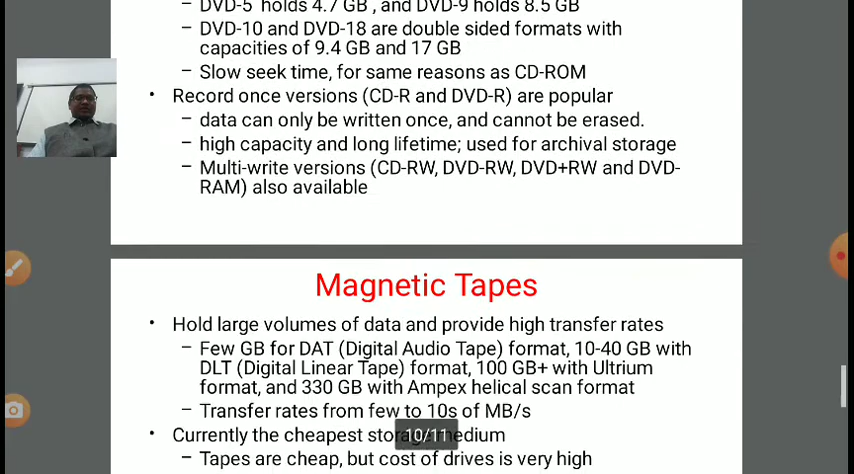 – DVD-5 holds 4.7 GB , and DVD-9 holds 8.5 GB
– DVD-10 and DVD-18 are double sided formats with
capacities of 9.4 GB and 17 GB
– Slow seek time, for same reasons as CD-ROM
• Record once versions (CD-R and DVD-R) are popular
– data can only be written once, and cannot be erased.
– high capacity and long lifetime; used for archival storage
– Multi-write versions (CD-RW, DVD-RW, DVD+RW and DVD-
RAM) also available
Magnetic Tapes
• Hold large volumes of data and provide high transfer rates
– Few GB for DAT (Digital Audio Tape) format, 10-40 GB with
DLT (Digital Linear Tape) format, 100 GB+ with Ultrium
format, and 330 GB with Ampex helical scan format
– Transfer rates from few to 10s of MB/s
• Currently the cheapest storage medium
10/11
– Tapes are cheap, but cost of drives is very high